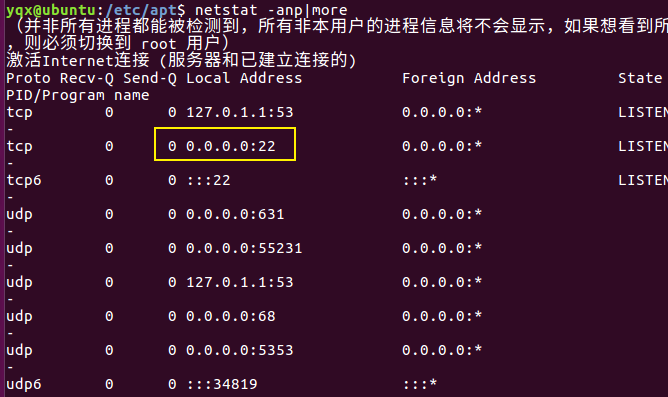 yqx@ubuntu:/etc/apt$ netstat -anp|more
（并非所有进程都能被检测到，所有非本用户的进程信息将不会显示，如果想看到所
，则必须切换到 root 用户）
激活Internet连接 (服务器和已建立连接的)
Proto Recv-Q Send-Q Local Address           Foreign Address         State
PID/Program name
tcp        0      0 127.0.1.1:53            0.0.0.0:*               LISTEN
-
tcp        0      0 0.0.0.0:22              0.0.0.0:*               LISTEN
-
tcp6       0      0 :::22                   :::*                    LISTEN
-
udp        0      0 0.0.0.0:631             0.0.0.0:*
-
udp        0      0 0.0.0.0:55231           0.0.0.0:*
-
udp        0      0 127.0.1.1:53            0.0.0.0:*
-
udp        0      0 0.0.0.0:68              0.0.0.0:*
-
udp        0      0 0.0.0.0:5353            0.0.0.0:*
-
udp6       0      0 :::34819                :::*